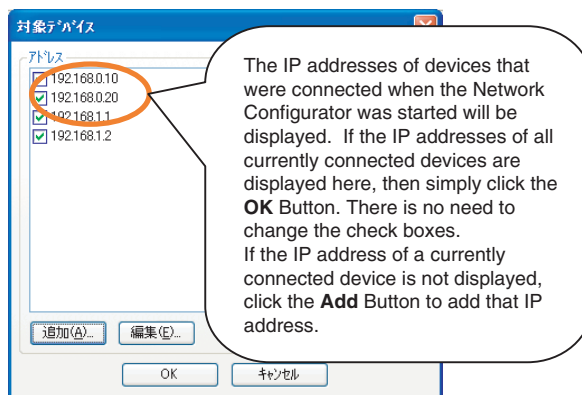 対象デバイス
アドレス
192.168.0.10
192.168.0.20
192.168.1.1
192.168.1.2
追加(A)...
編集(E)...
OK
キャンセル
The IP addresses of devices that
were connected when the Network
Configurator was started will be
displayed. If the IP addresses of all
currently connected devices are
displayed here, then simply click the
OK Button. There is no need to
change the check boxes.
If the IP address of a currently
connected device is not displayed,
click the Add Button to add that IP
address.